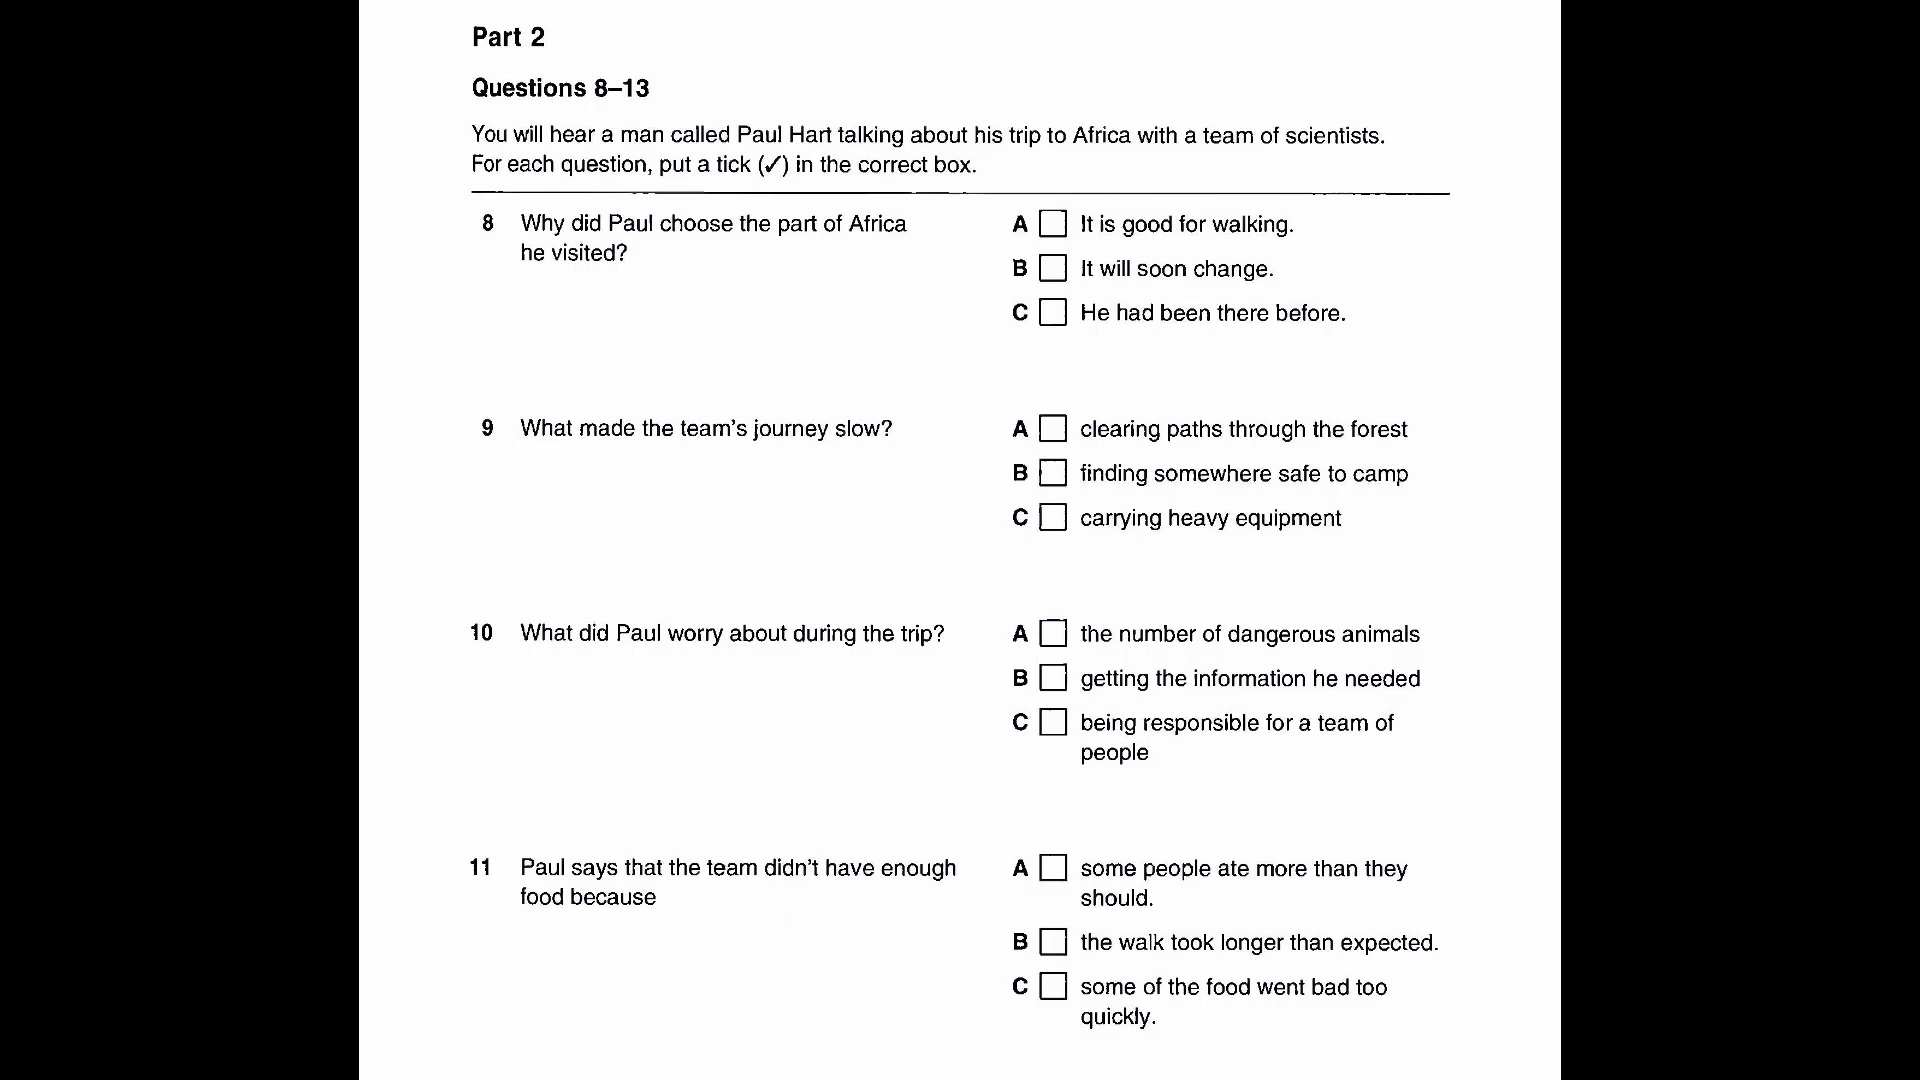 Part 2
Questions 8–13
You will hear a man called Paul Hart talking about his trip to Africa with a team of scientists.
For each question, put a tick (✓) in the correct box.
8 Why did Paul choose the part of Africa
he visited?
A It is good for walking.
B It will soon change.
C He had been there before.
9 What made the team's journey slow?
A clearing paths through the forest
B finding somewhere safe to camp
C carrying heavy equipment
10 What did Paul worry about during the trip?
A the number of dangerous animals
B getting the information he needed
C being responsible for a team of
people
11 Paul says that the team didn't have enough
food because
A some people ate more than they
should.
B the walk took longer than expected.
C some of the food went bad too
quickly.